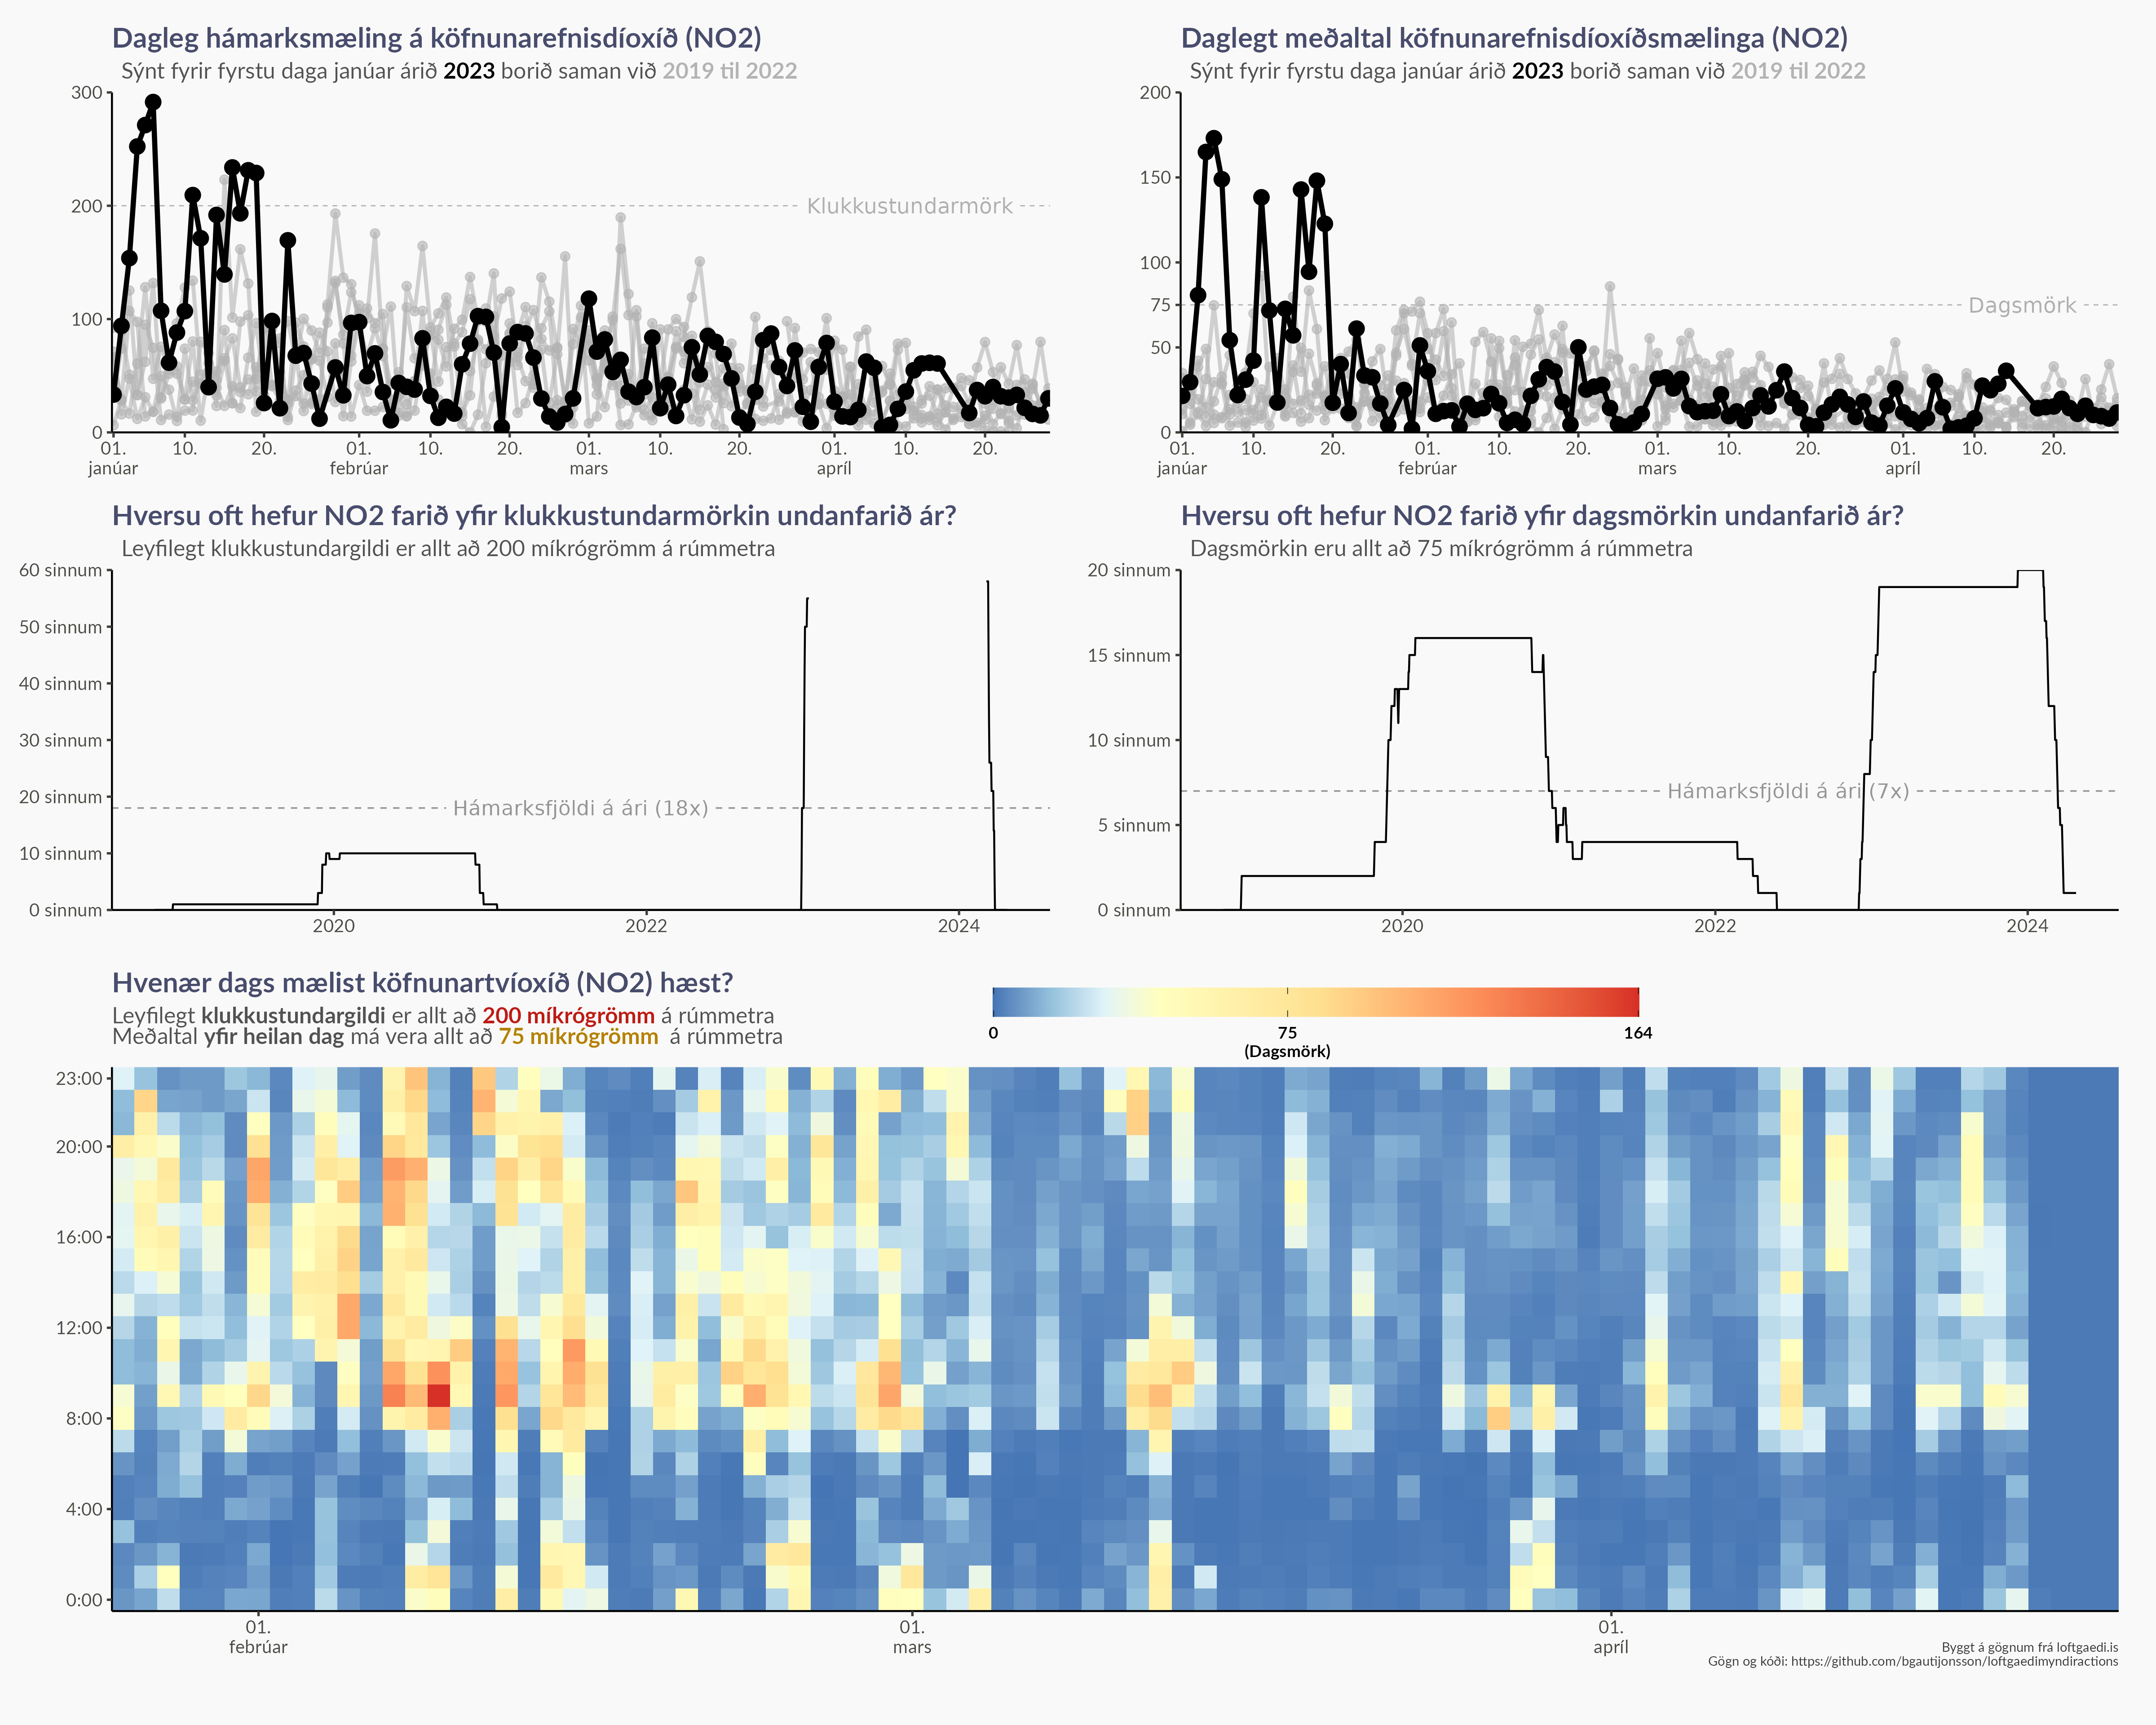 Dagleg hámarksmæling á köfnunarefnisdíoxíð (NO2)
Sýnt fyrir fyrstu daga janúar árið 2023 borið saman við 2019 til 2022
300
200
100
0
Klukkustundarmörk
01. 10. 20. 01. 10. 20. 01. 10. 20. 01. 10. 20.
janúar febrúar mars apríl
Daglegt meðaltal köfnunarefnisdíoxíðsmælinga (NO2)
Sýnt fyrir fyrstu daga janúar árið 2023 borið saman við 2019 til 2022
200
150
100
75
50
0
Dagsmörk
01. 10. 20. 01. 10. 20. 01. 10. 20. 01. 10. 20.
janúar febrúar mars apríl
Hversu oft hefur NO2 farið yfir klukkustundarmörkin undanfarið ár?
Leyfilegt klukkustundargildi er allt að 200 míkrógrömm á rúmmetra
60 sinnum
50 sinnum
40 sinnum
30 sinnum
20 sinnum
Hámarksfjöldi á ári (18x)
10 sinnum
0 sinnum
2020 2022 2024
Hversu oft hefur NO2 farið yfir dagsmörkin undanfarið ár?
Dagsmörkin eru allt að 75 míkrógrömm á rúmmetra
20 sinnum
15 sinnum
10 sinnum
Hámarksfjöldi á ári (7x)
5 sinnum
0 sinnum
2020 2022 2024
Hvenær dags mælist köfnunartvíoxíð (NO2) hæst?
Leyfilegt klukkustundargildi er allt að 200 míkrógrömm á rúmmetra
Meðaltal yfir heilan dag má vera allt að 75 míkrógrömm á rúmmetra
0 75 164
(Dagsmörk)
23:00
20:00
16:00
12:00
8:00
4:00
0:00
01. 01. 01.
febrúar mars apríl
Byggt á gögnum frá loftgaedi.is
Gögn og kóði: https://github.com/bgautijonsson/loftgaedimyndiractions